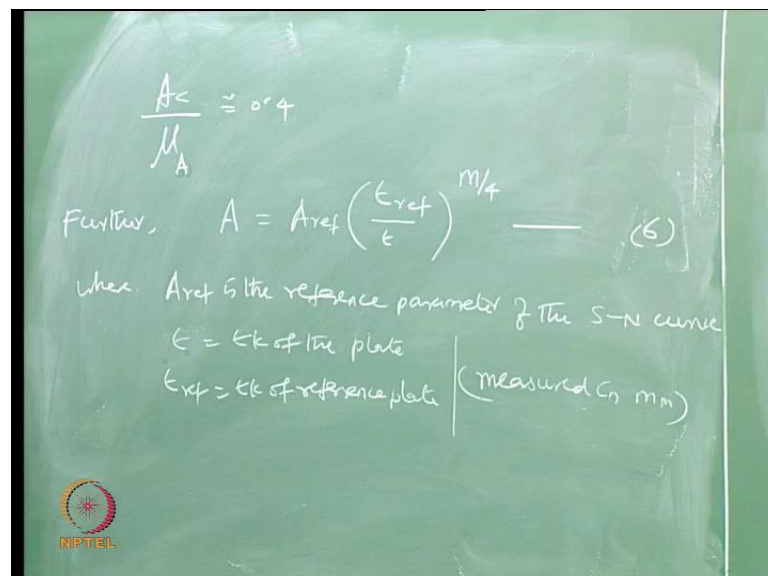 Ac
——— ≅ 0.4
μ_A
Further, A = Aref (tref / t)^m/4 ——— (6)
where Aref is the reference parameter of the S-N curve
t = tk of the plate
tref = tk of reference plate | (measured in mm)
NPTEL